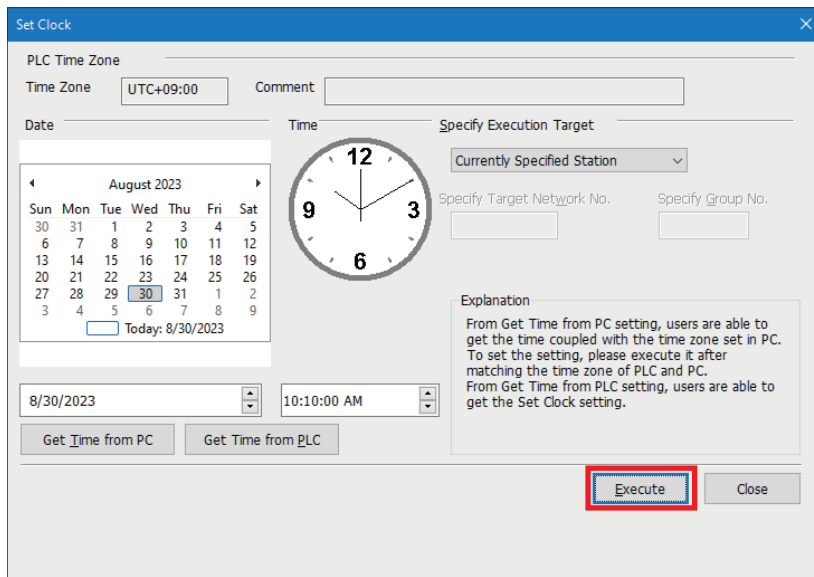 Set Clock
PLC Time Zone
Time Zone UTC+09:00 Comment
Date Time Specify Execution Target
Currently Specified Station
Specify Target Network No. Specify Group No.
August 2023
Sun Mon Tue Wed Thu Fri Sat
30 31 1 2 3 4 5
6 7 8 9 10 11 12
13 14 15 16 17 18 19
20 21 22 23 24 25 26
27 28 29 30 31 1 2
3 4 5 6 7 8 9
Today: 8/30/2023
12
9 3
6
Explanation
From Get Time from PC setting, users are able to
get the time coupled with the time zone set in PC.
To set the setting, please execute it after
matching the time zone of PLC and PC.
From Get Time from PLC setting, users are able to
get the Set Clock setting.
8/30/2023 10:10:00 AM
Get Time from PC Get Time from PLC
Execute Close